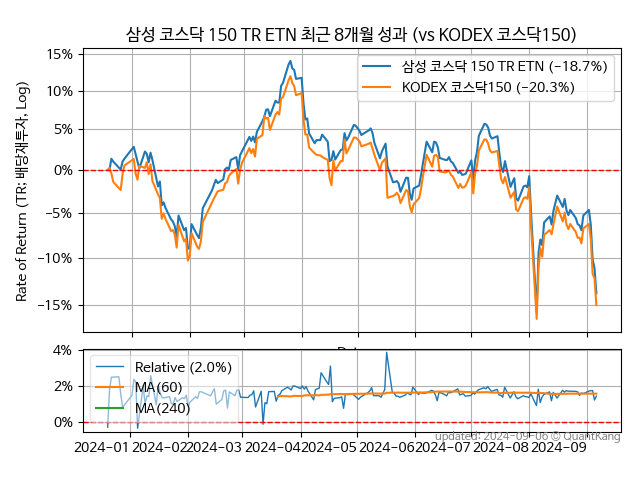 삼성 코스닥 150 TR ETN 최근 8개월 성과 (vs KODEX 코스닥150)
삼성 코스닥 150 TR ETN (−18.7%)
KODEX 코스닥150 (−20.3%)
Rate of Return (TR: 배당재투자, Log)
15%
10%
5%
0%
−5%
−10%
−15%
Relative (2.0%)
MA(60)
MA(240)
4%
2%
0%
2024−01 2024−02 2024−03 2024−04 2024−05 2024−06 2024−07 2024−08 2024−09
updated: 2024-09-06 © QuantKang